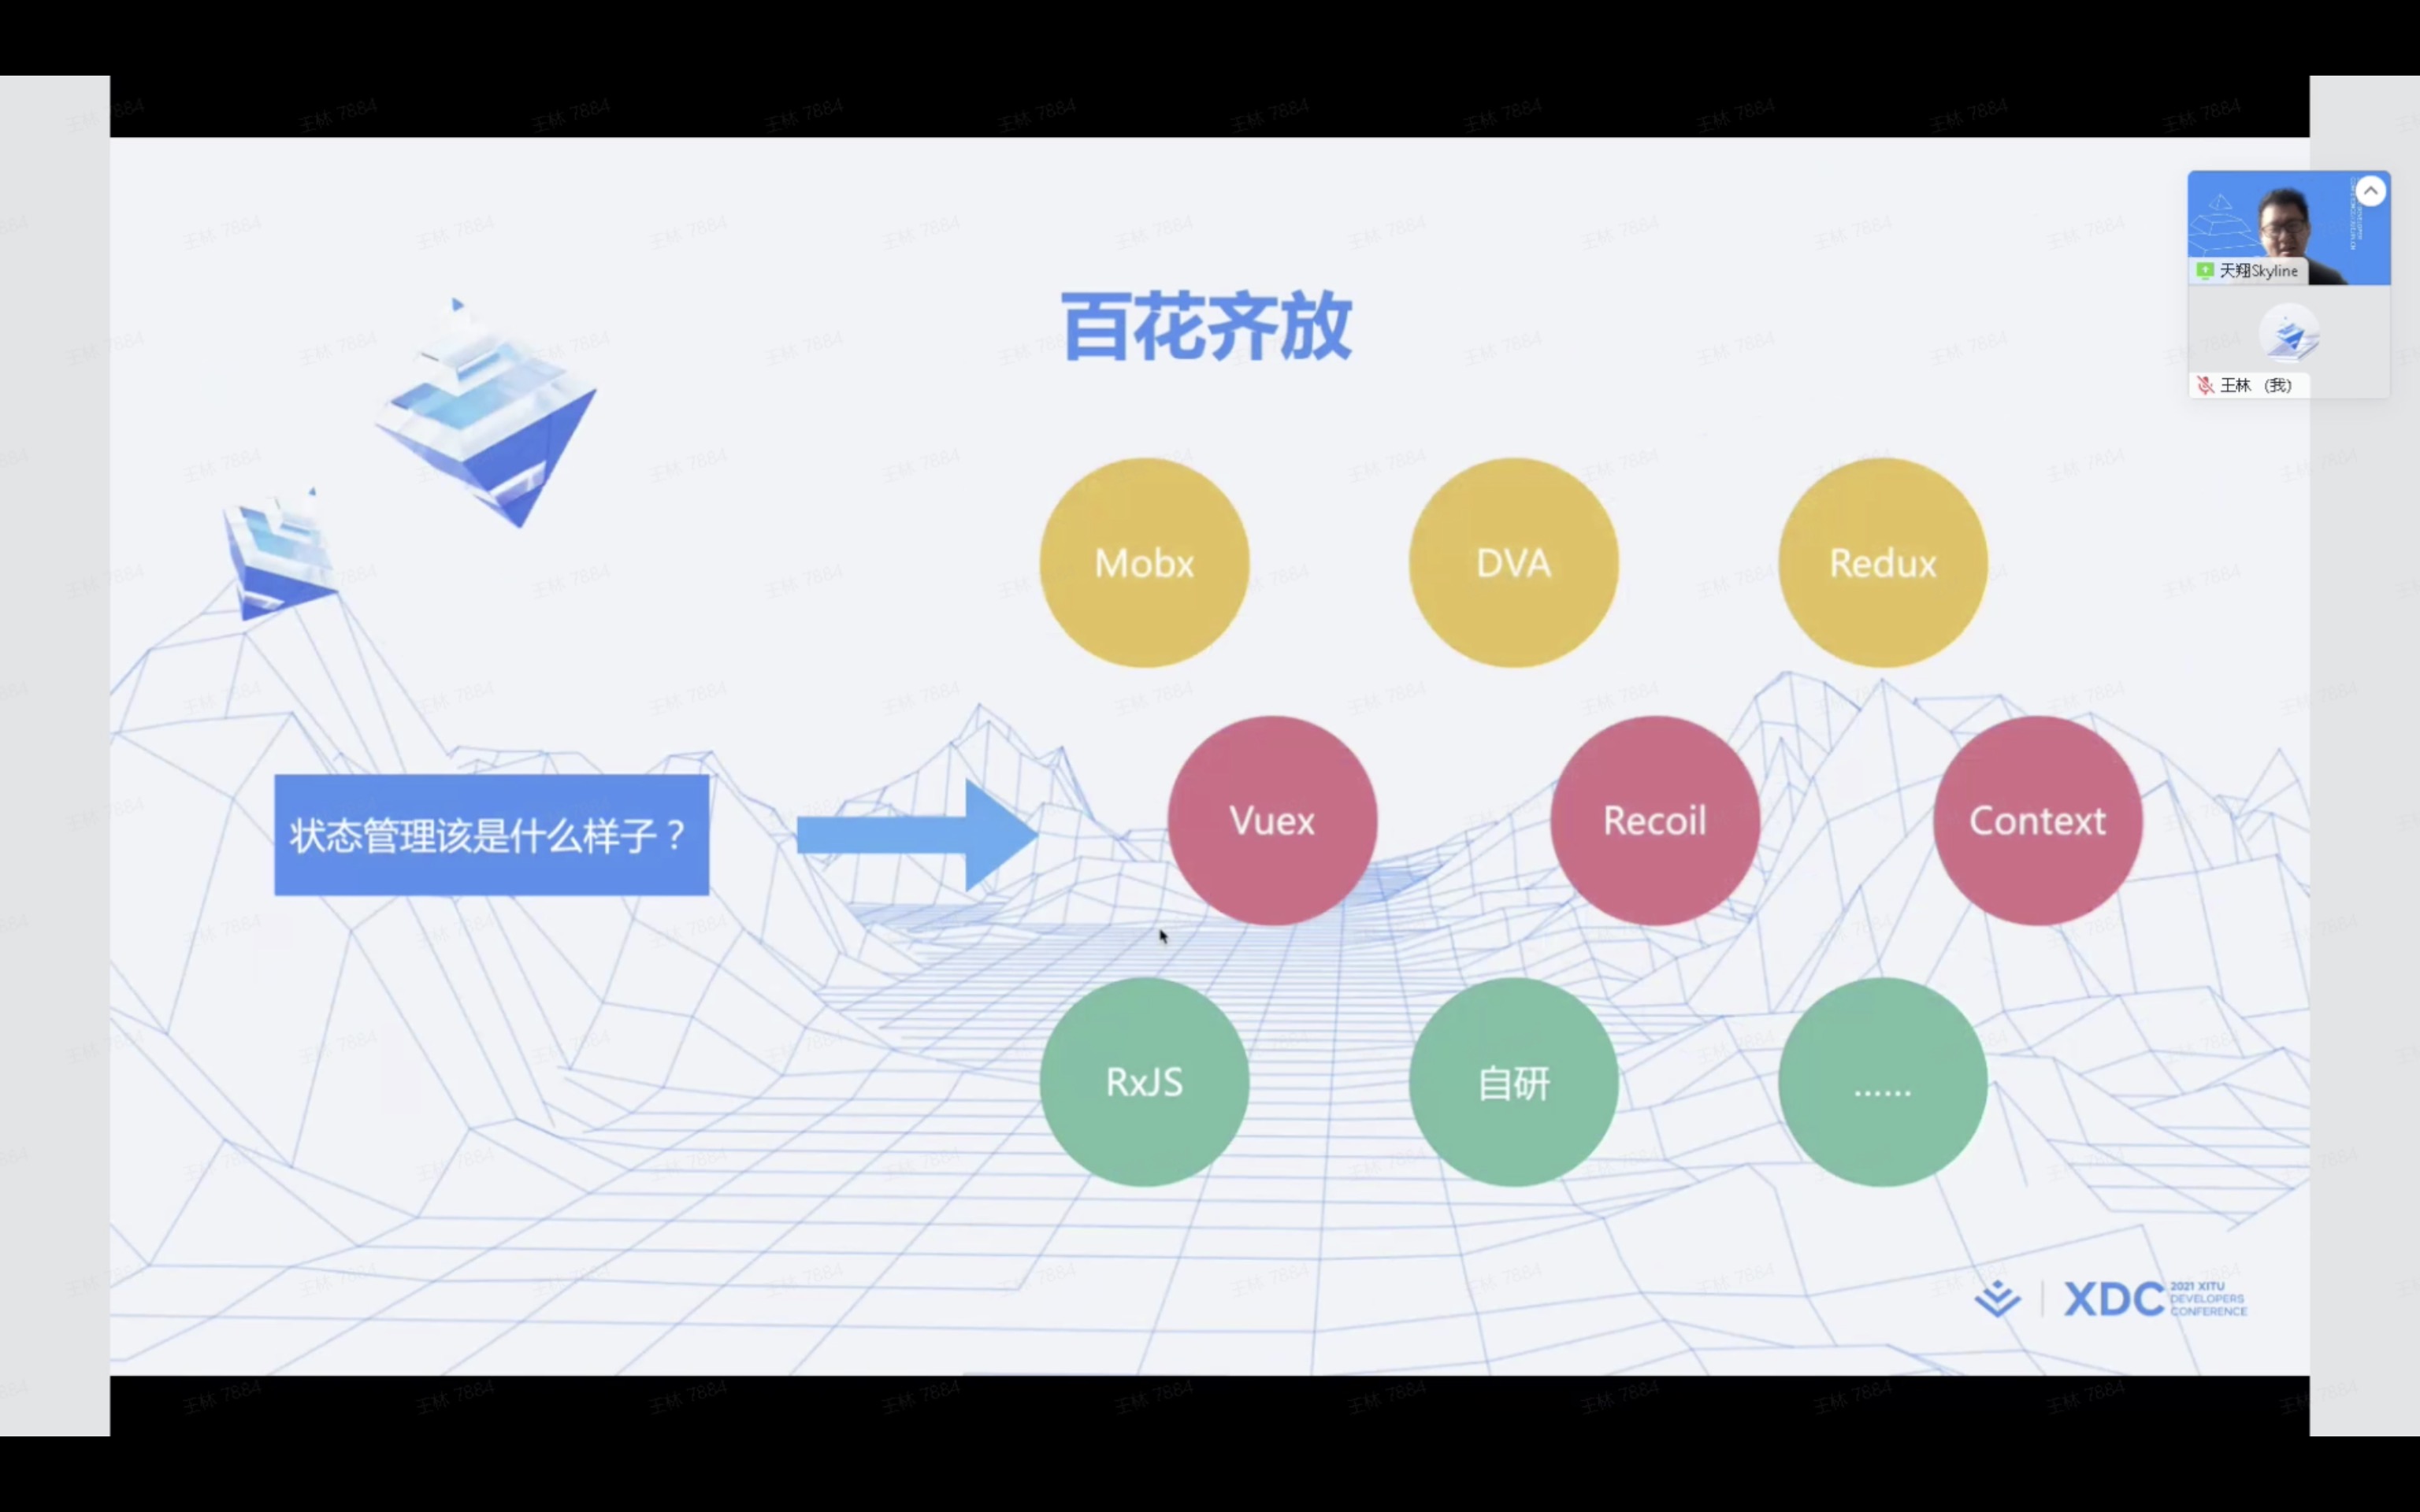 百花齐放
天翔Skyline
王林 （我）
Mobx
DVA
Redux
状态管理该是什么样子？
Vuex
Recoil
Context
RxJS
自研
......
XDC
2021 XITU
DEVELOPERS
CONFERENCE
王林 7884